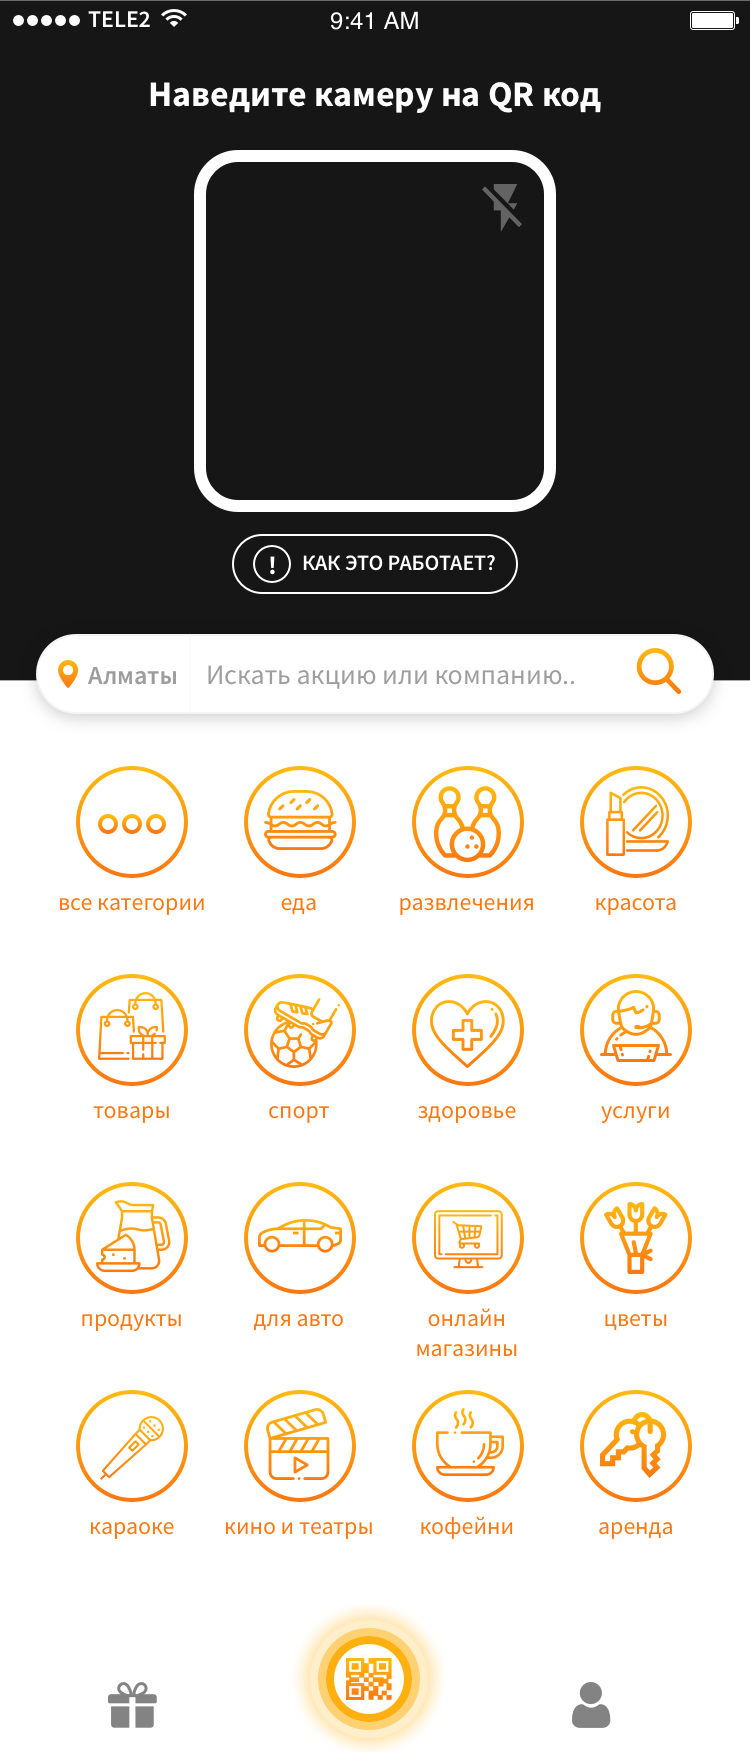 TELE2 9:41 AM
Наведите камеру на QR код
! КАК ЭТО РАБОТАЕТ?
Алматы Искать акцию или компанию..
все категории еда развлечения красота
товары спорт здоровье услуги
продукты для авто онлайн цветы
магазины
караоке кино и театры кофейни аренда